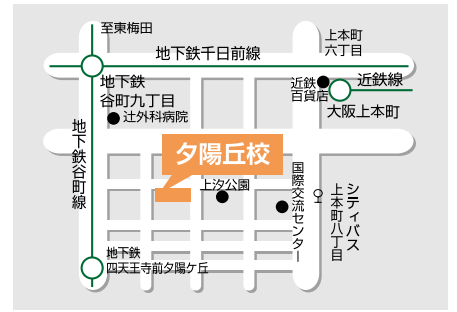 至東梅田
地下鉄千日前線
上本町
六丁目
地下鉄
谷町九丁目
近鉄
百貨店
近鉄線
大阪上本町
辻外科病院
地下鉄谷町線
夕陽丘校
上汐公園
国際交流センター
シティバス
上本町八丁目
地下鉄
四天王寺前夕陽ケ丘